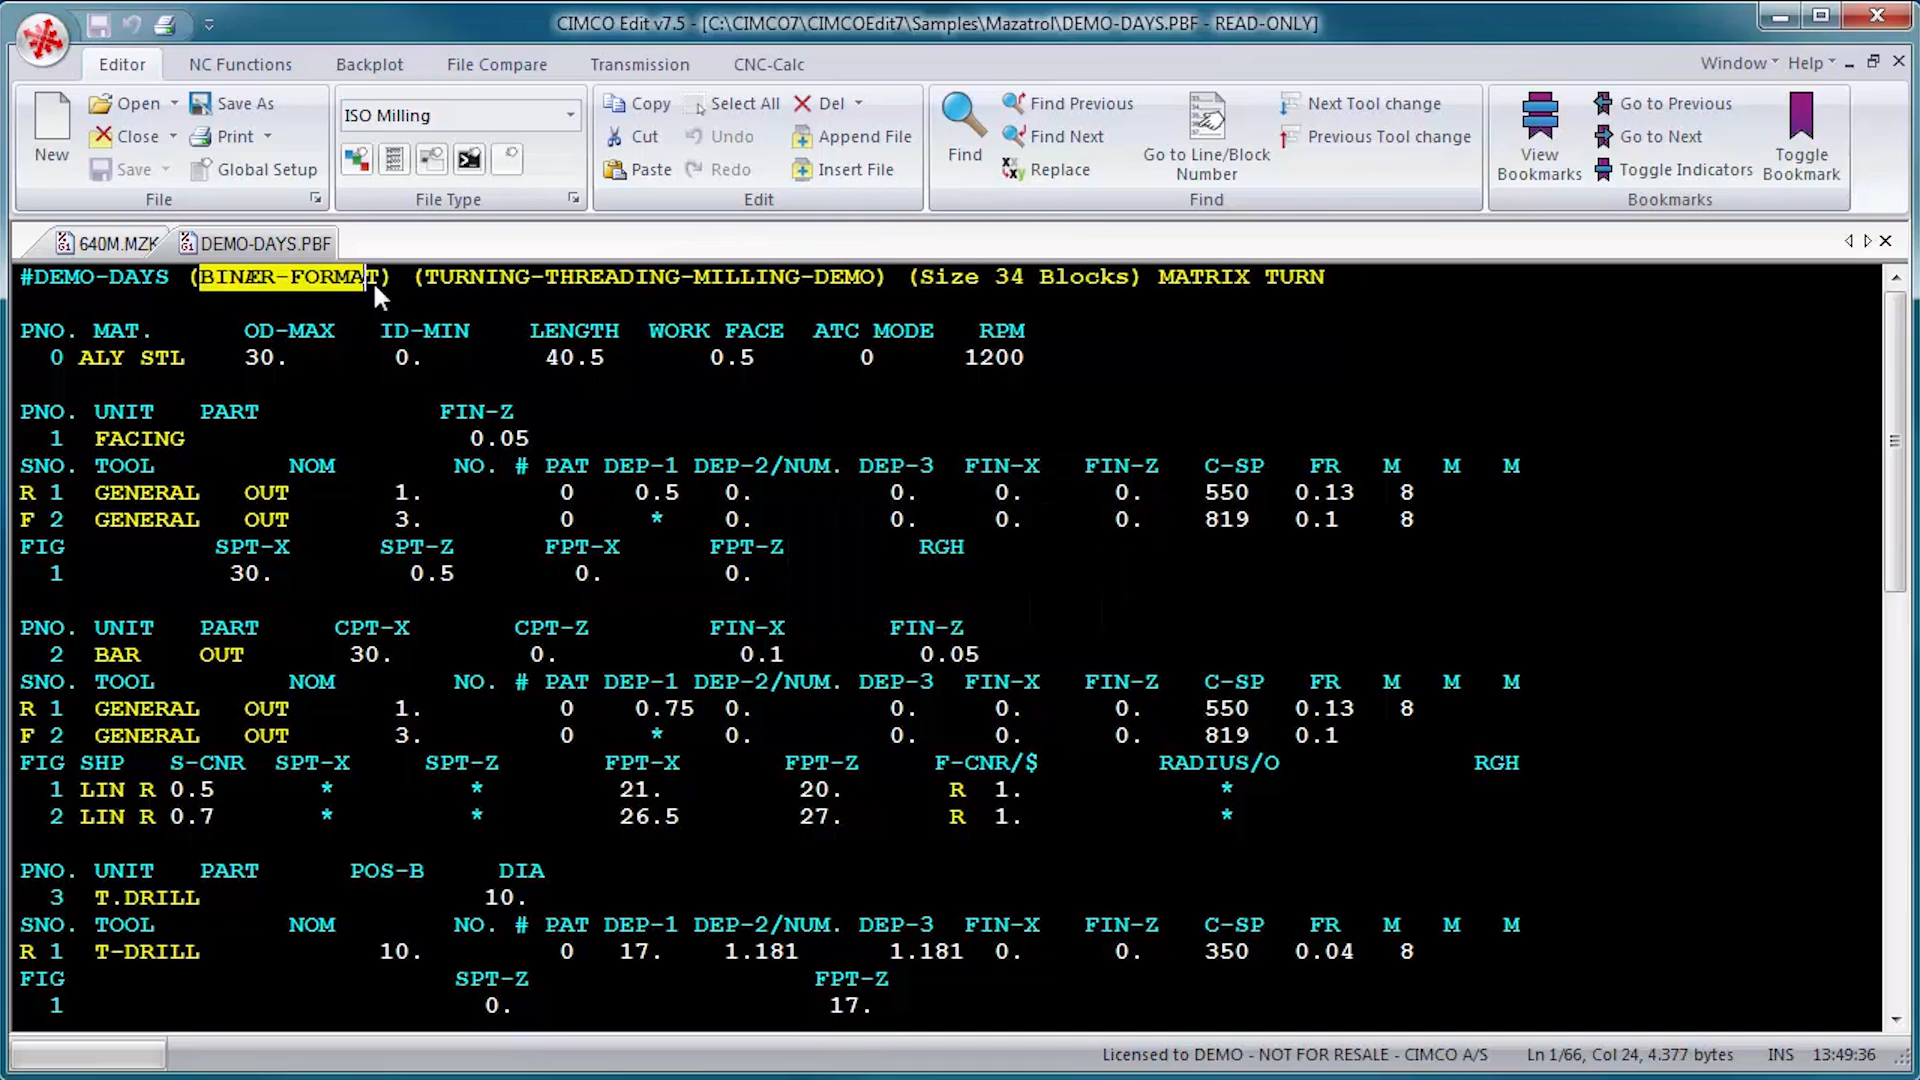 CIMCO Edit v7.5 - [C:\CIMCO7\CIMCOEdit7\Samples\Mazatrol\DEMO-DAYS.PBF - READ-ONLY]
Editor NC Functions Backplot File Compare Transmission CNC-Calc Window Help
New Open Close Save Save As Print Global Setup File
ISO Milling File Type
Copy Cut Paste Select All Undo Redo Del Append File Insert File Edit
Find Find Previous Find Next Replace Go to Line/Block Number Next Tool change Previous Tool change Find
View Bookmarks Go to Previous Go to Next Toggle Indicators Toggle Bookmark Bookmarks
640M.MZK DEMO-DAYS.PBF
#DEMO-DAYS (BINÆR-FORMAT) (TURNING-THREADING-MILLING-DEMO) (Size 34 Blocks) MATRIX TURN
PNO. MAT. OD-MAX ID-MIN LENGTH WORK FACE ATC MODE RPM
0 ALY STL 30. 0. 40.5 0.5 0 1200
PNO. UNIT PART FIN-Z
1 FACING 0.05
SNO. TOOL NOM NO. # PAT DEP-1 DEP-2/NUM. DEP-3 FIN-X FIN-Z C-SP FR M M M
R 1 GENERAL OUT 1. 0 0.5 0. 0. 0. 0. 550 0.13 8
F 2 GENERAL OUT 3. 0 * 0. 0. 0. 0. 819 0.1 8
FIG SPT-X SPT-Z FPT-X FPT-Z RGH
1 30. 0.5 0. 0.
PNO. UNIT PART CPT-X CPT-Z FIN-X FIN-Z
2 BAR OUT 30. 0. 0.1 0.05
SNO. TOOL NOM NO. # PAT DEP-1 DEP-2/NUM. DEP-3 FIN-X FIN-Z C-SP FR M M M
R 1 GENERAL OUT 1. 0 0.75 0. 0. 0. 0. 550 0.13 8
F 2 GENERAL OUT 3. 0 * 0. 0. 0. 0. 819 0.1
FIG SHP S-CNR SPT-X SPT-Z FPT-X FPT-Z F-CNR/$ RADIUS/O RGH
1 LIN R 0.5 * * 21. 20. R 1. *
2 LIN R 0.7 * * 26.5 27. R 1. *
PNO. UNIT PART POS-B DIA
3 T.DRILL 10.
SNO. TOOL NOM NO. # PAT DEP-1 DEP-2/NUM. DEP-3 FIN-X FIN-Z C-SP FR M M M
R 1 T-DRILL 10. 0 17. 1.181 1.181 0. 0. 350 0.04 8
FIG SPT-Z FPT-Z
1 0. 17.
Licensed to DEMO - NOT FOR RESALE - CIMCO A/S Ln 1/66, Col 24, 4.377 bytes INS 13:49:36